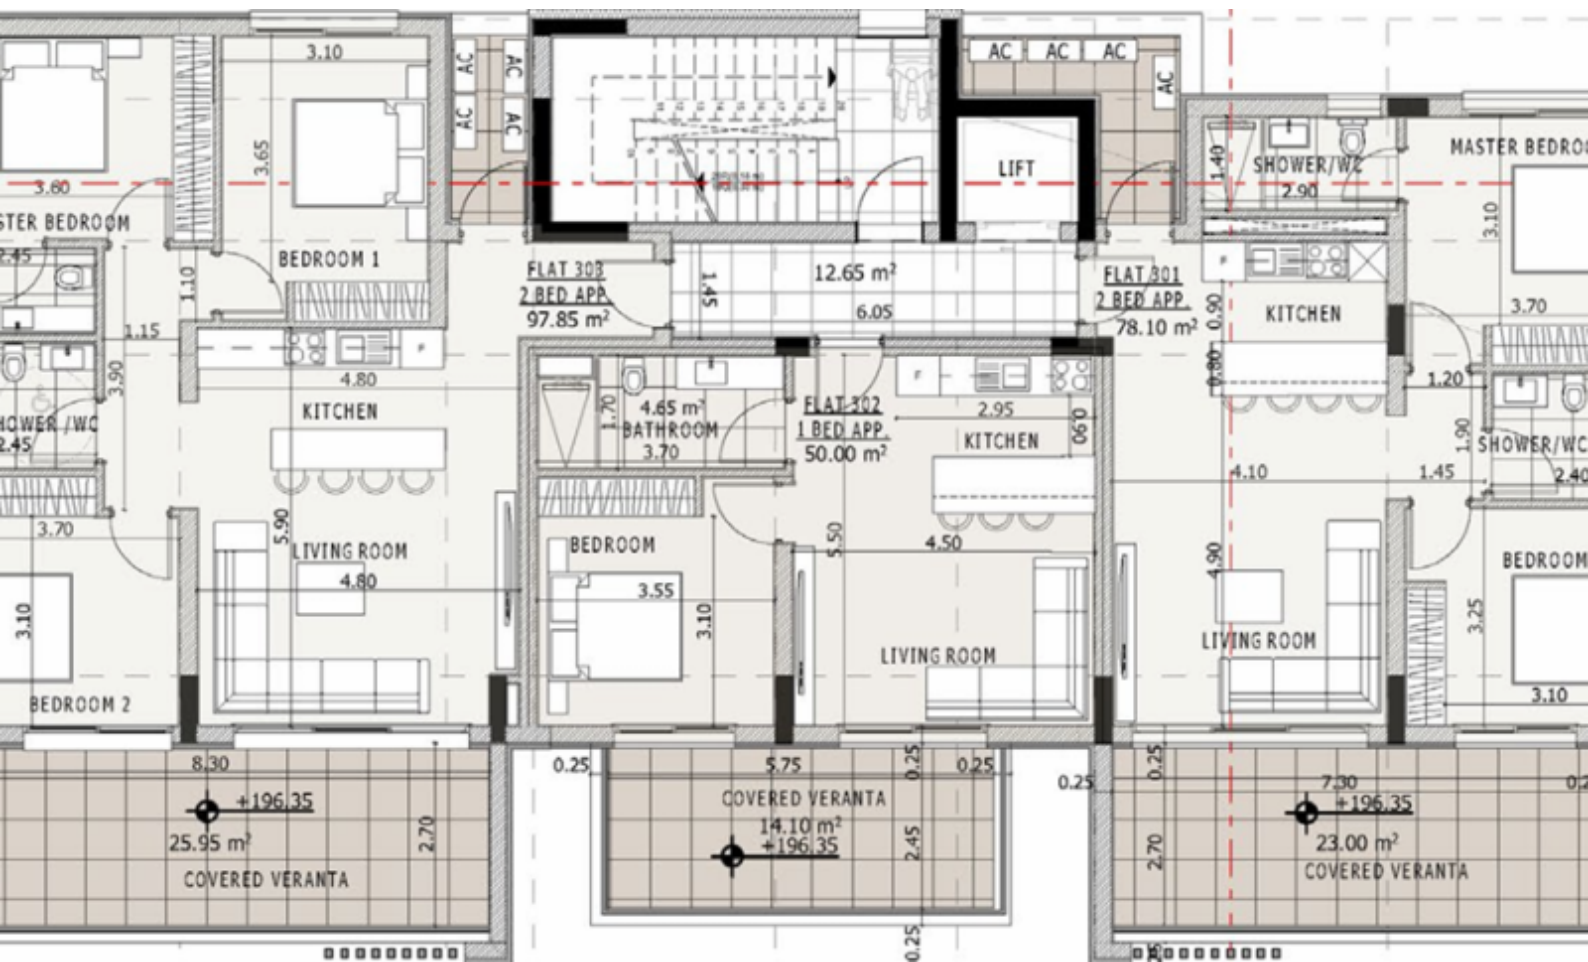 3.10
3.65
3.60
STER BEDROOM
2.45
BEDROOM 1
1.10
1.15
3.90
HOWER /WC
2.45
3.70
3.10
BEDROOM 2
AC
AC
AC
AC
FLAT 303
2 BED APP.
97.85 m²
F
4.80
KITCHEN
5.90
LIVING ROOM
4.80
8.30
+196.35
25.95 m²
2.70
COVERED VERANTA
LIFT
12.65 m²
1.45
6.05
4.65 m²
1.70
BATHROOM
3.70
FLAT 302
1 BED APP.
50.00 m²
F
2.95
KITCHEN
0.90
BEDROOM
5.50
4.50
3.55
3.10
LIVING ROOM
0.25
5.75
0.25
0.25
COVERED VERANTA
14.10 m²
+196.35
2.45
0.25
AC
AC
AC
AC
FLAT 301
2 BED APP.
78.10 m²
1.40
SHOWER/WC
2.90
MASTER BEDROO
3.10
3.70
F
0.90
KITCHEN
0.80
1.20
1.90
SHOWER/WC
2.40
4.10
1.45
4.90
LIVING ROOM
BEDROOM
3.25
3.10
0.25
0.25
7.30
0.2
+196.35
2.70
23.00 m²
COVERED VERANTA